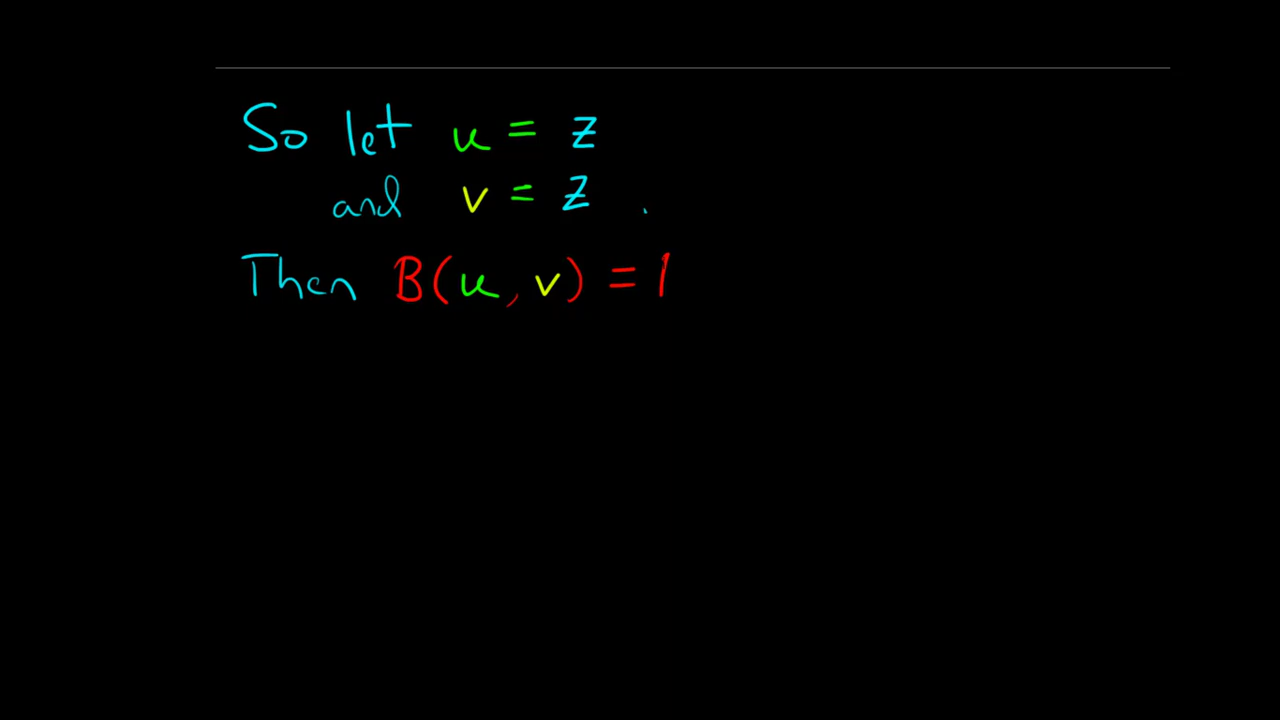 So let u = z
and v = z .
Then B(u, v) = 1